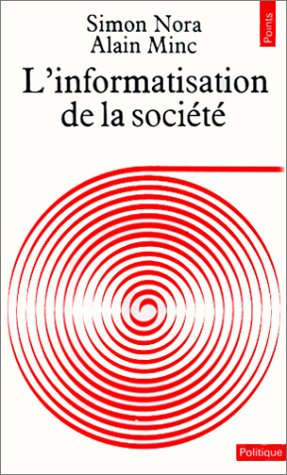 Simon Nora
Alain Minc
Points
L'informatisation
de la société
Politique